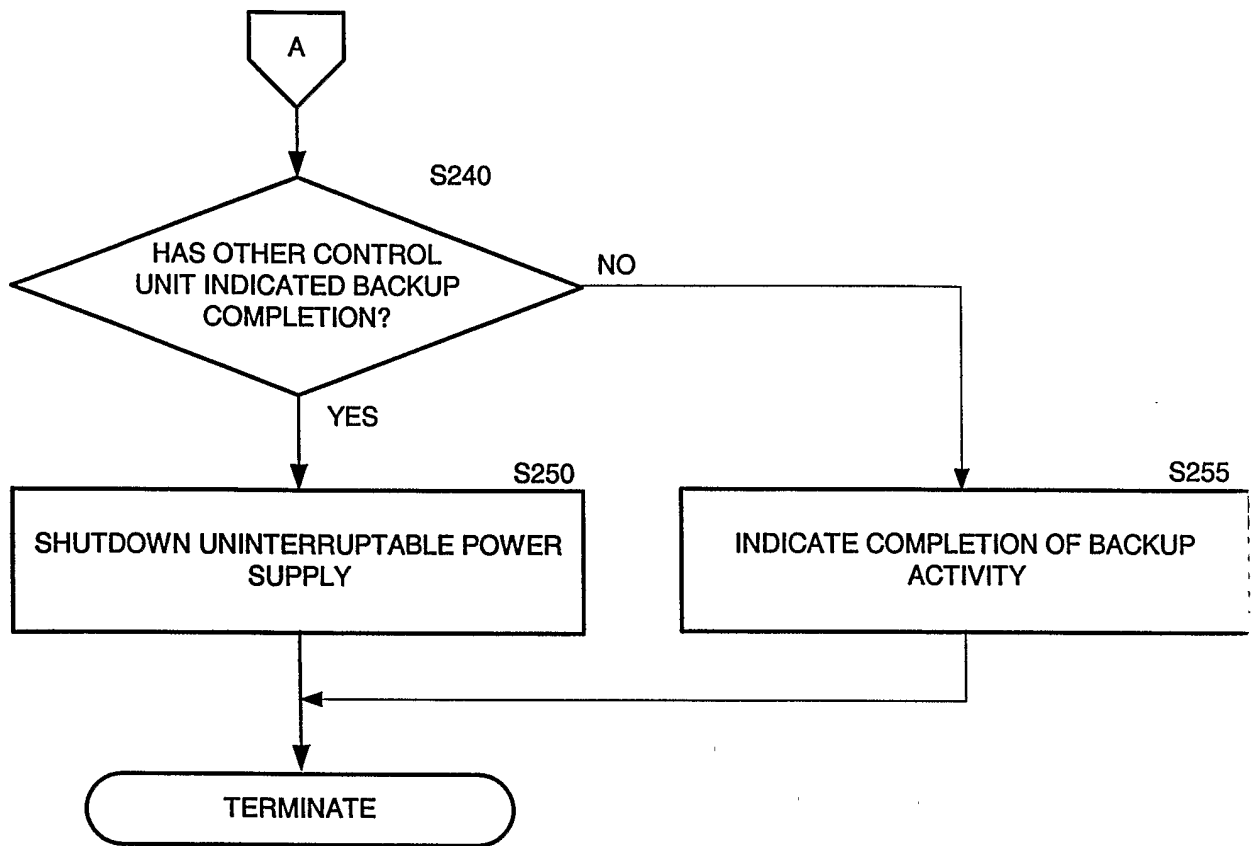 A
S240
HAS OTHER CONTROL
UNIT INDICATED BACKUP
COMPLETION?
NO
YES
S250
SHUTDOWN UNINTERRUPTABLE POWER
SUPPLY
S255
INDICATE COMPLETION OF BACKUP
ACTIVITY
TERMINATE